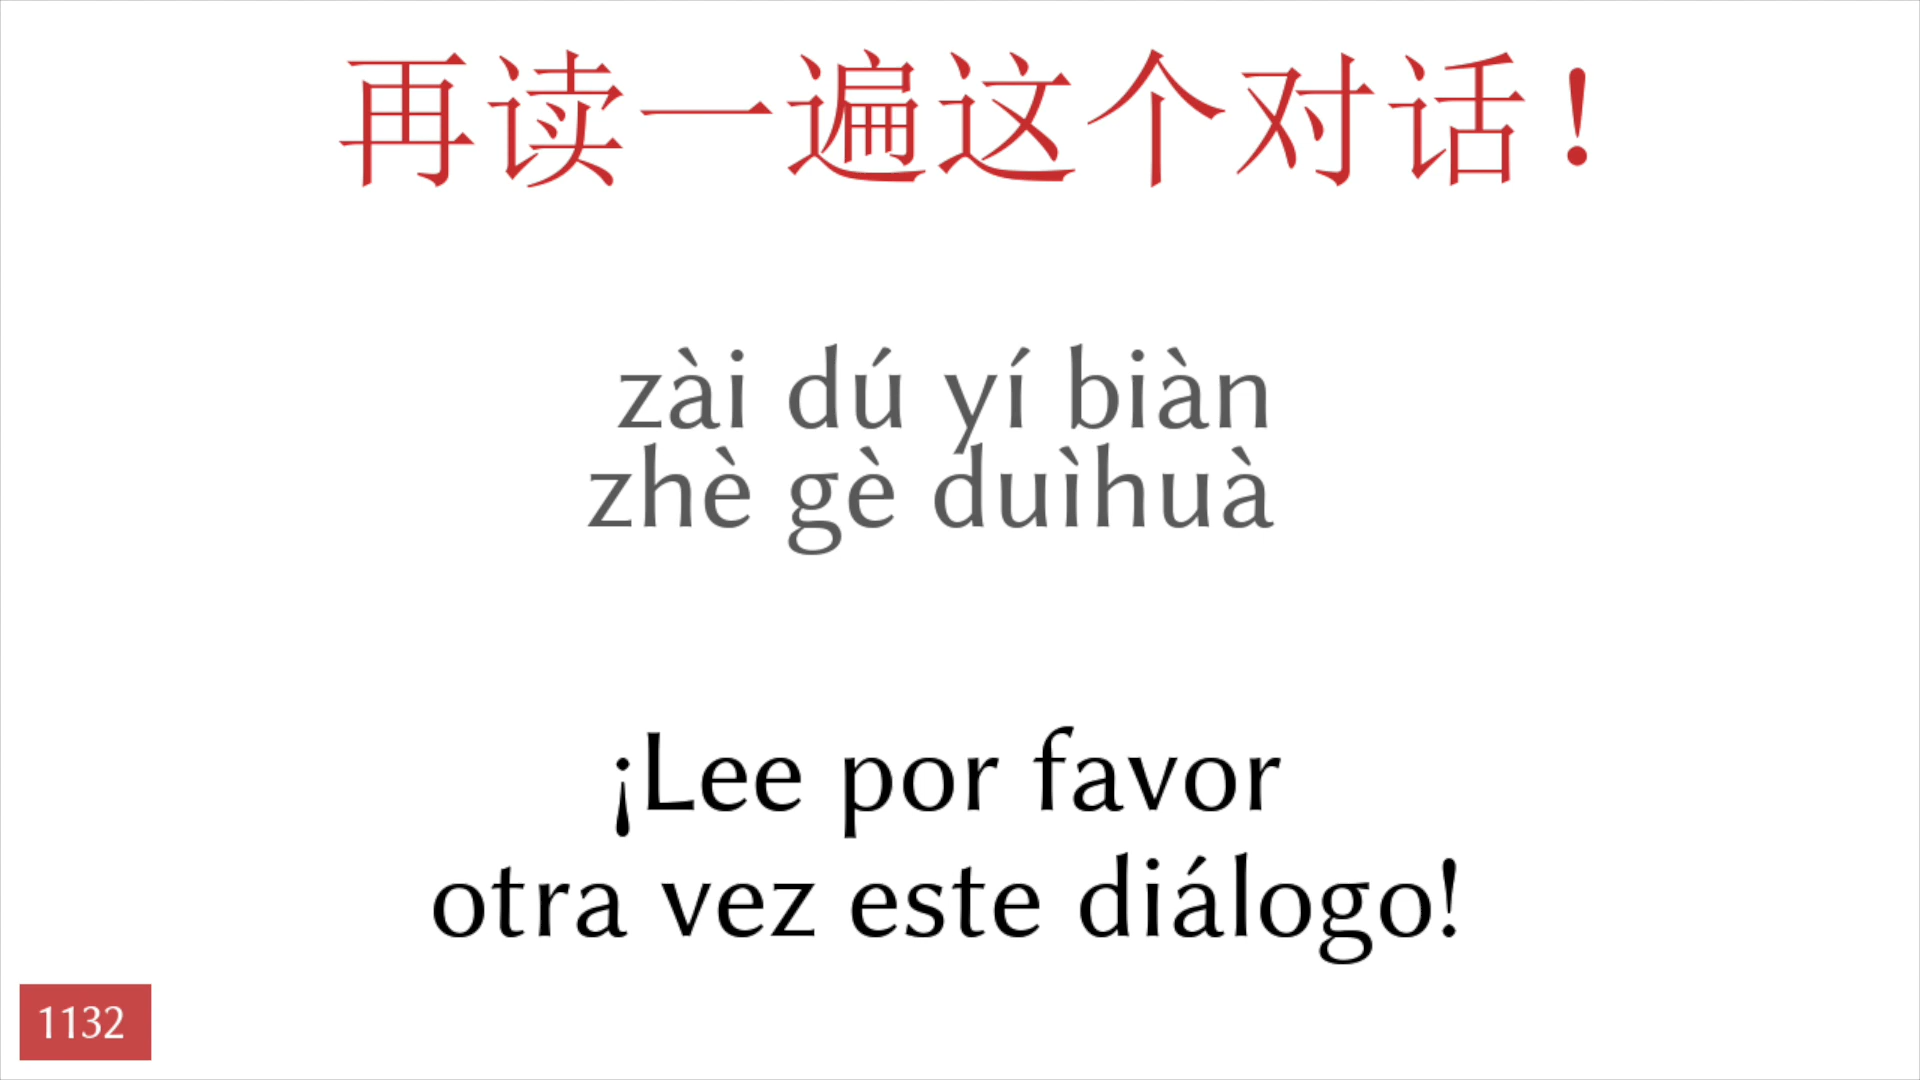 再读一遍这个对话！
zài dú yí biàn
zhè gè duìhuà
¡Lee por favor
otra vez este diálogo!
1132